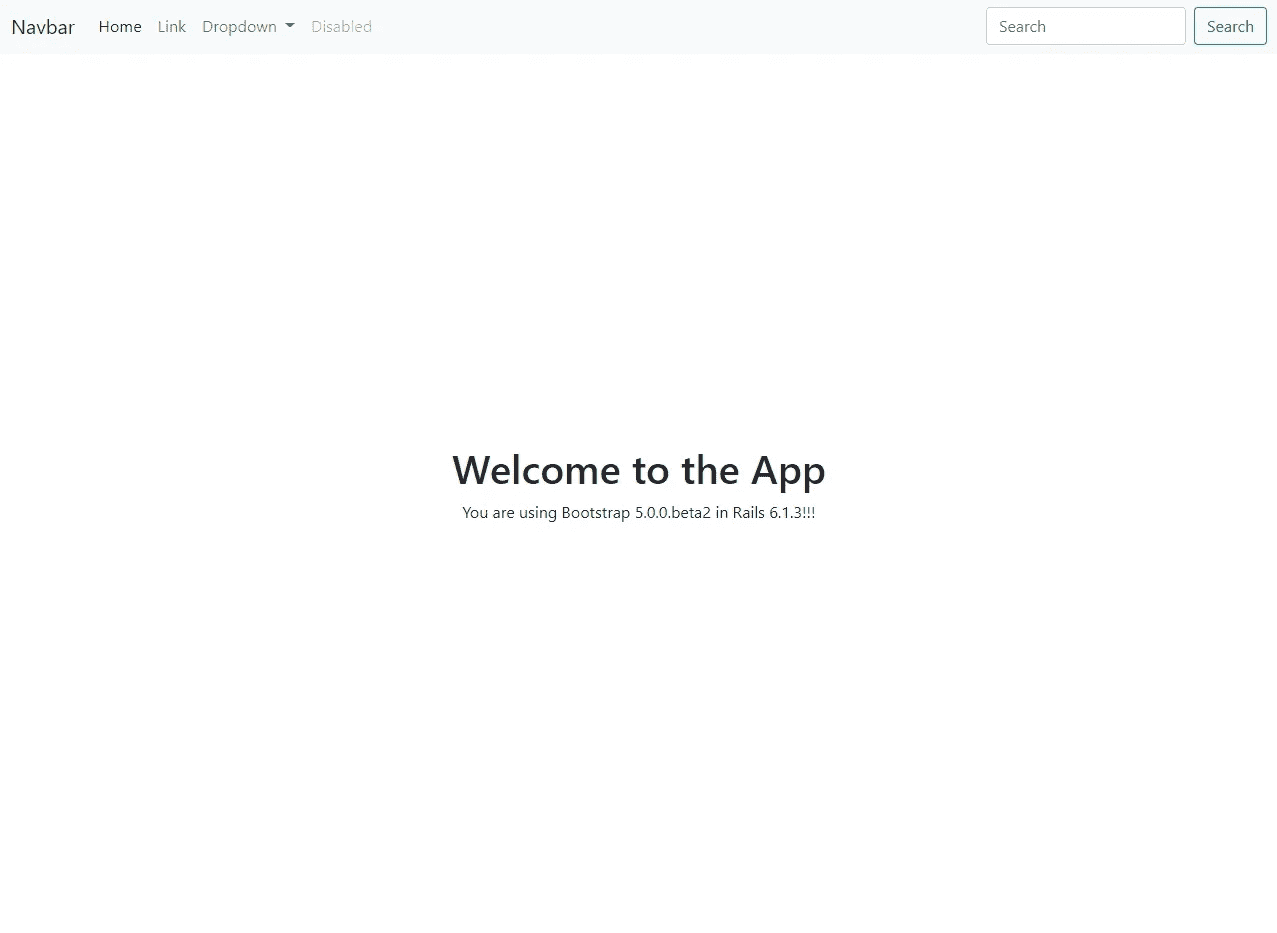 Navbar Home Link Dropdown Disabled Search Search
Welcome to the App
You are using Bootstrap 5.0.0.beta2 in Rails 6.1.3!!!